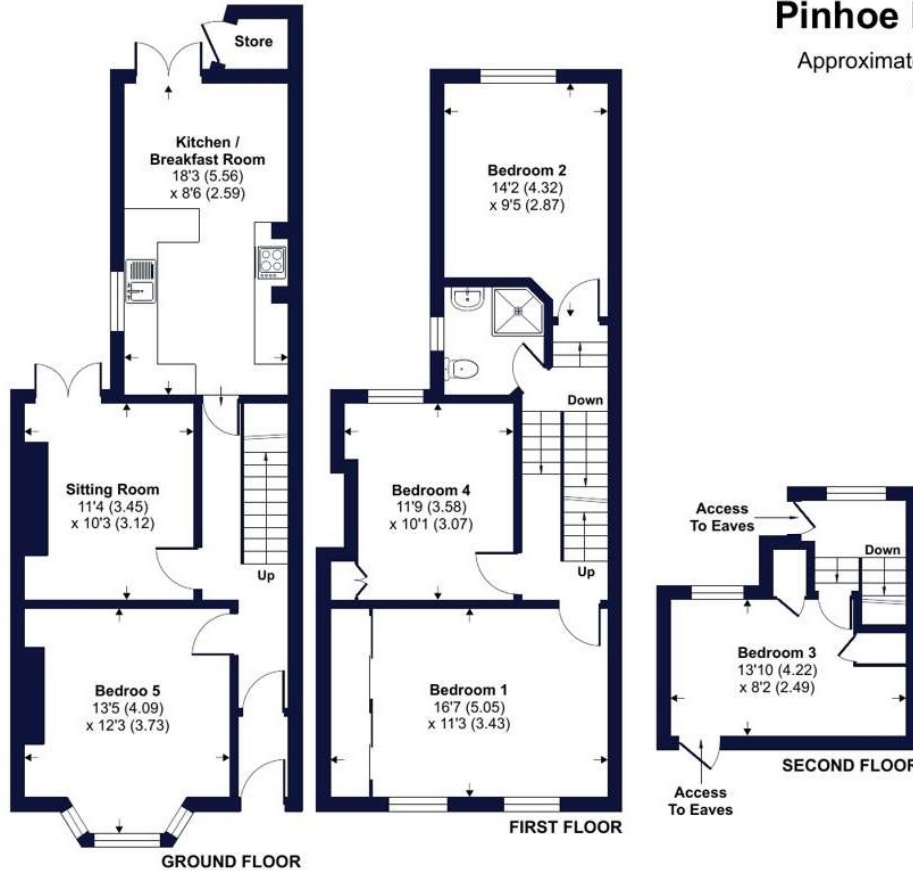 Pinhoe
Approximate
Store
Kitchen /
Breakfast Room
18'3 (5.56)
x 8'6 (2.59)
Bedroom 2
14'2 (4.32)
x 9'5 (2.87)
Down
Sitting Room
11'4 (3.45)
x 10'3 (3.12)
Up
Bedroom 4
11'9 (3.58)
x 10'1 (3.07)
Up
Access
To Eaves
Down
Bedroo 5
13'5 (4.09)
x 12'3 (3.73)
Bedroom 1
16'7 (5.05)
x 11'3 (3.43)
Bedroom 3
13'10 (4.22)
x 8'2 (2.49)
Access
To Eaves
SECOND FLOOR
FIRST FLOOR
GROUND FLOOR